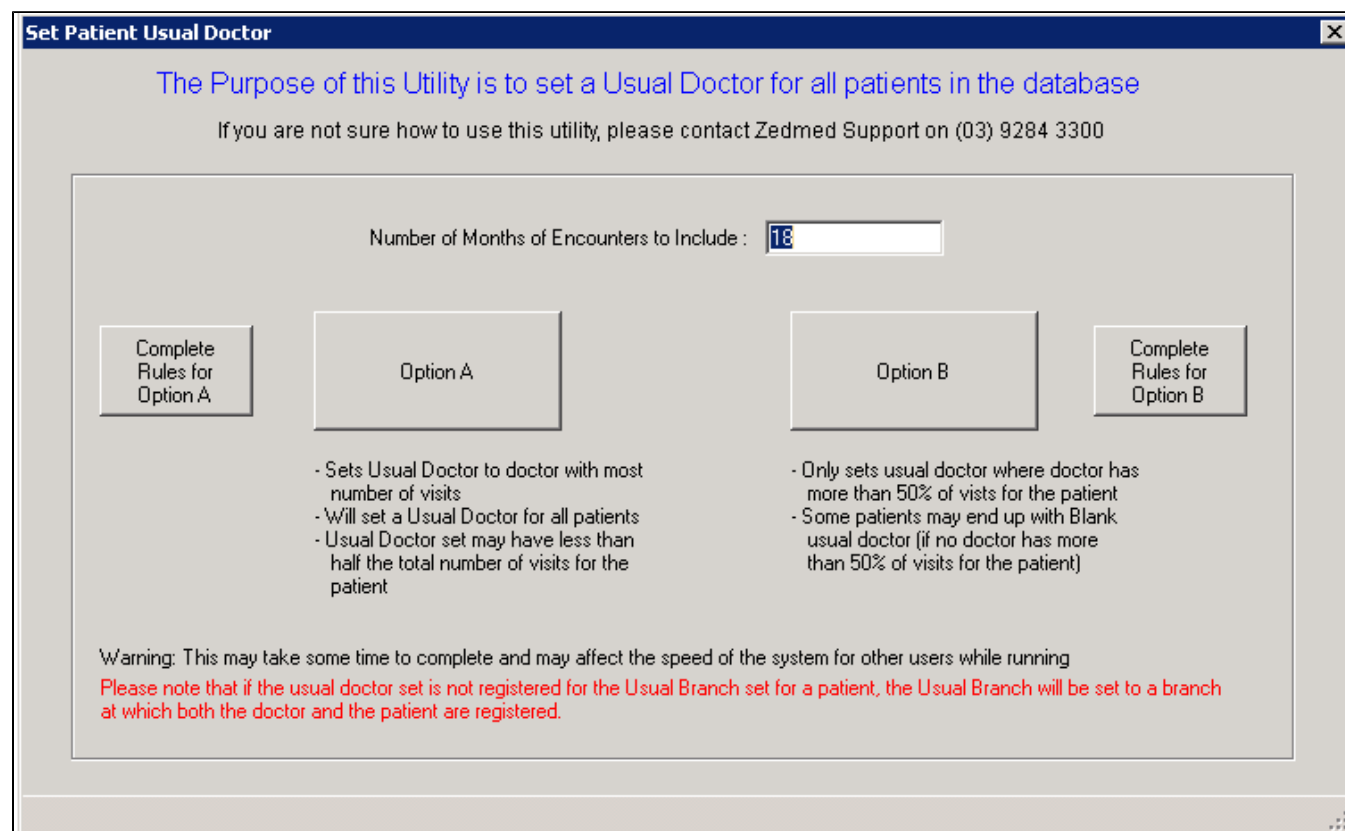 Set Patient Usual Doctor
The Purpose of this Utility is to set a Usual Doctor for all patients in the database
If you are not sure how to use this utility, please contact Zedmed Support on (03) 9284 3300
Number of Months of Encounters to Include :
18
Complete
Rules for
Option A
Option A
Option B
Complete
Rules for
Option B
- Sets Usual Doctor to doctor with most
number of visits
- Will set a Usual Doctor for all patients
- Usual Doctor set may have less than
half the total number of visits for the
patient
- Only sets usual doctor where doctor has
more than 50% of vists for the patient
- Some patients may end up with Blank
usual doctor (if no doctor has more
than 50% of visits for the patient)
Warning: This may take some time to complete and may affect the speed of the system for other users while running
Please note that if the usual doctor set is not registered for the Usual Branch set for a patient, the Usual Branch will be set to a branch
at which both the doctor and the patient are registered.